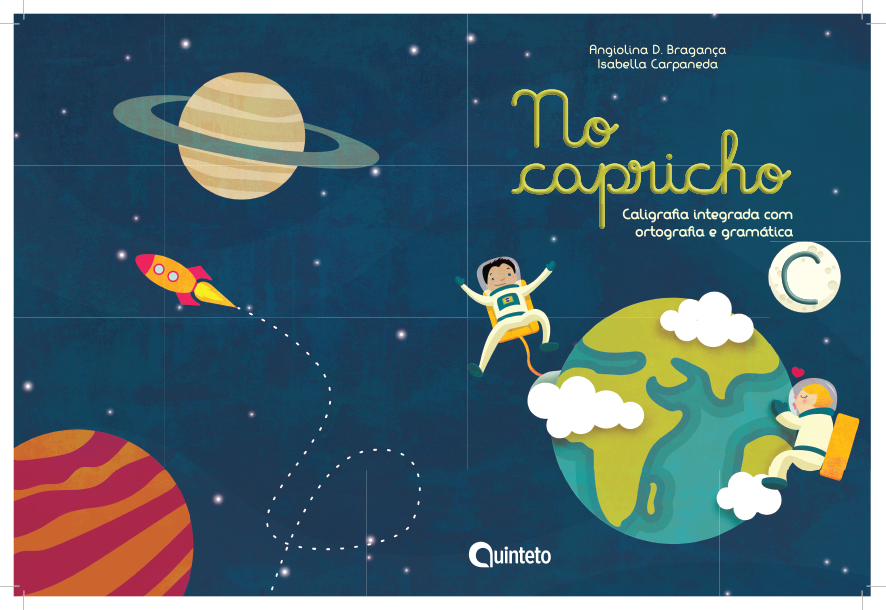 Angiolina D. Bragança
Isabella Carpaneda
No
capricho
Caligrafia integrada com
ortografia e gramática
C
Quinteto